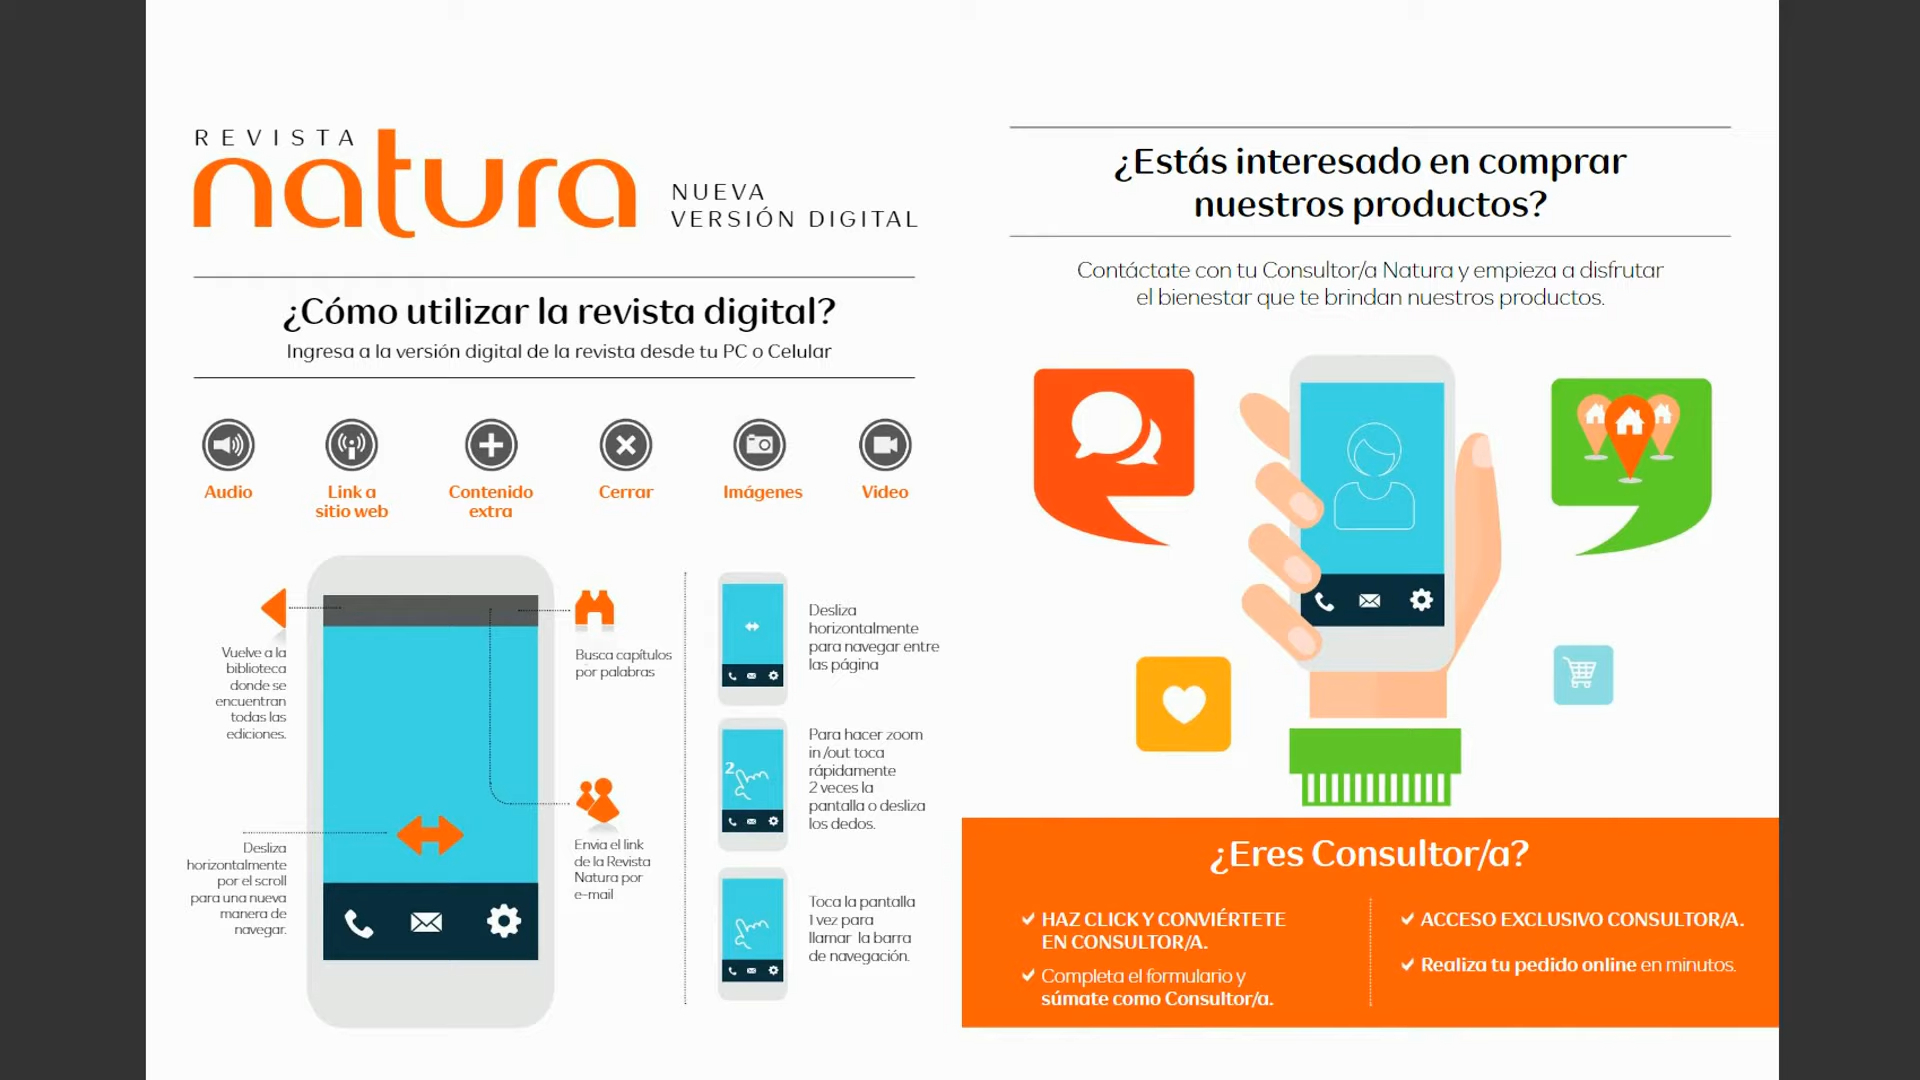 REVISTA
natura
NUEVA
VERSIÓN DIGITAL
¿Cómo utilizar la revista digital?
Ingresa a la versión digital de la revista desde tu PC o Celular
Audio
Link a
sitio web
Contenido
extra
Cerrar
Imágenes
Video
Vuelve a la
biblioteca
donde se
encuentran
todas las
ediciones.
Busca capítulos
por palabras
Desliza
horizontalmente
por el scroll
para una nueva
manera de
navegar.
Envia el link
de la Revista
Natura por
e-mail
Desliza
horizontalmente
para navegar entre
las página
2
Para hacer zoom
in /out toca
rápidamente
2 veces la
pantalla o desliza
los dedos.
Toca la pantalla
1 vez para
llamar la barra
de navegación.
¿Estás interesado en comprar
nuestros productos?
Contáctate con tu Consultor/a Natura y empieza a disfrutar
el bienestar que te brindan nuestros productos.
¿Eres Consultor/a?
HAZ CLICK Y CONVIÉRTETE
EN CONSULTOR/A.
Completa el formulario y
súmate como Consultor/a.
ACCESO EXCLUSIVO CONSULTOR/A.
Realiza tu pedido online en minutos.